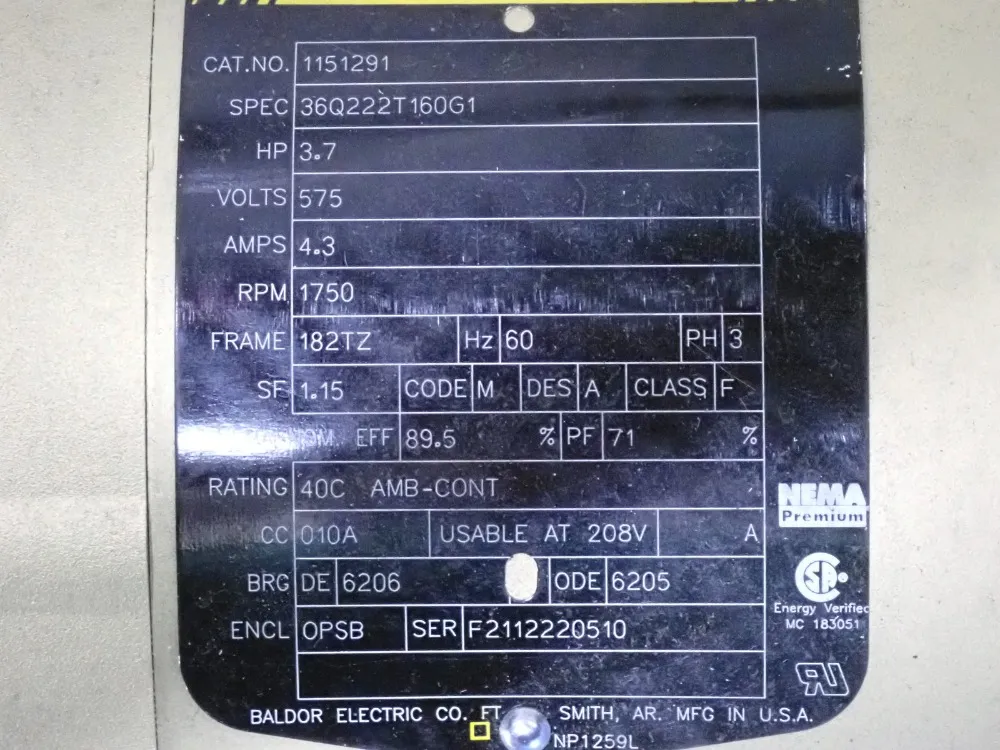 CAT.NO. 1151291
SPEC 36Q222T160G1
HP 3.7
VOLTS 575
AMPS 4.3
RPM 1750
FRAME 182TZ Hz 60 PH 3
SF 1.15 CODE M DES A CLASS F
EFF 89.5 % PF 71 %
RATING 40C AMB-CONT
CC 010A USABLE AT 208V A
BRG DE 6206 ODE 6205
ENCL OPSB SER F2112220510
NEMA
Premium
Energy Verified
MC 183051
BALDOR ELECTRIC CO. FT. SMITH, AR. MFG IN U.S.A.
NP1259L